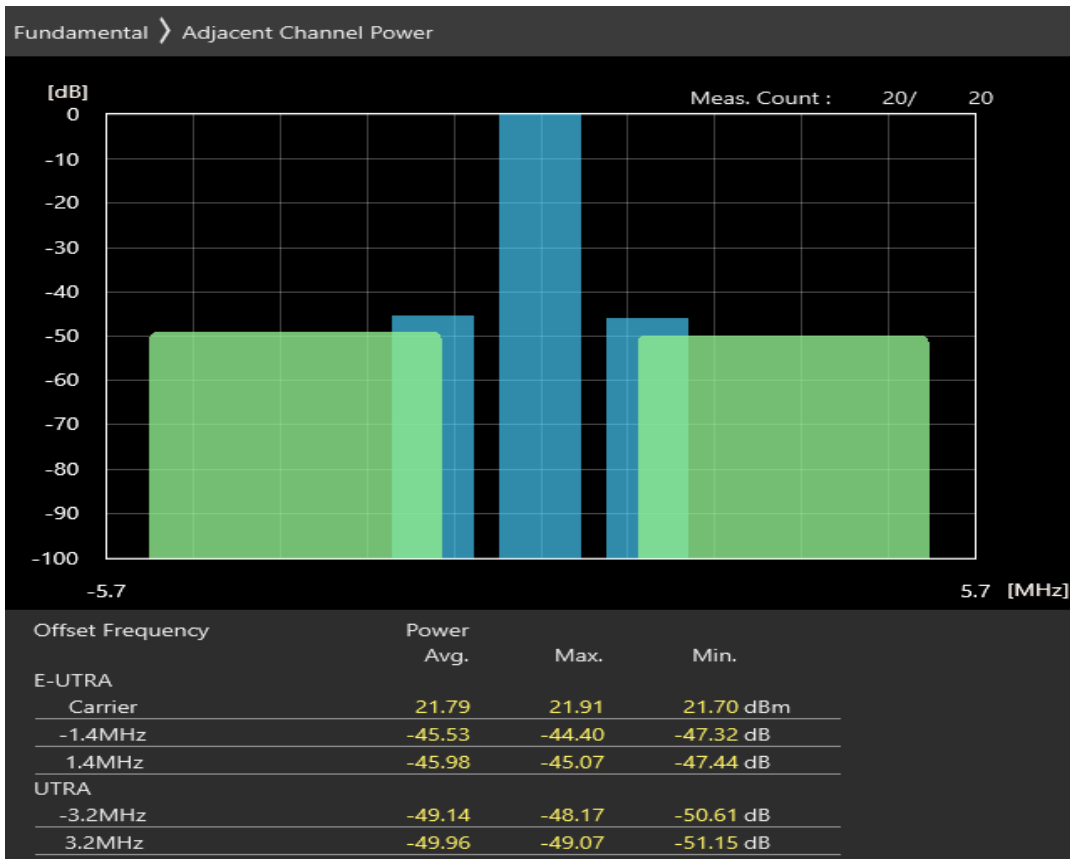 Fundamental 〉 Adjacent Channel Power
[dB]
Meas. Count : 20/ 20
0
-10
-20
-30
-40
-50
-60
-70
-80
-90
-100
-5.7 5.7 [MHz]
Offset Frequency Power
Avg. Max. Min.
E-UTRA
Carrier 21.79 21.91 21.70 dBm
-1.4MHz -45.53 -44.40 -47.32 dB
1.4MHz -45.98 -45.07 -47.44 dB
UTRA
-3.2MHz -49.14 -48.17 -50.61 dB
3.2MHz -49.96 -49.07 -51.15 dB